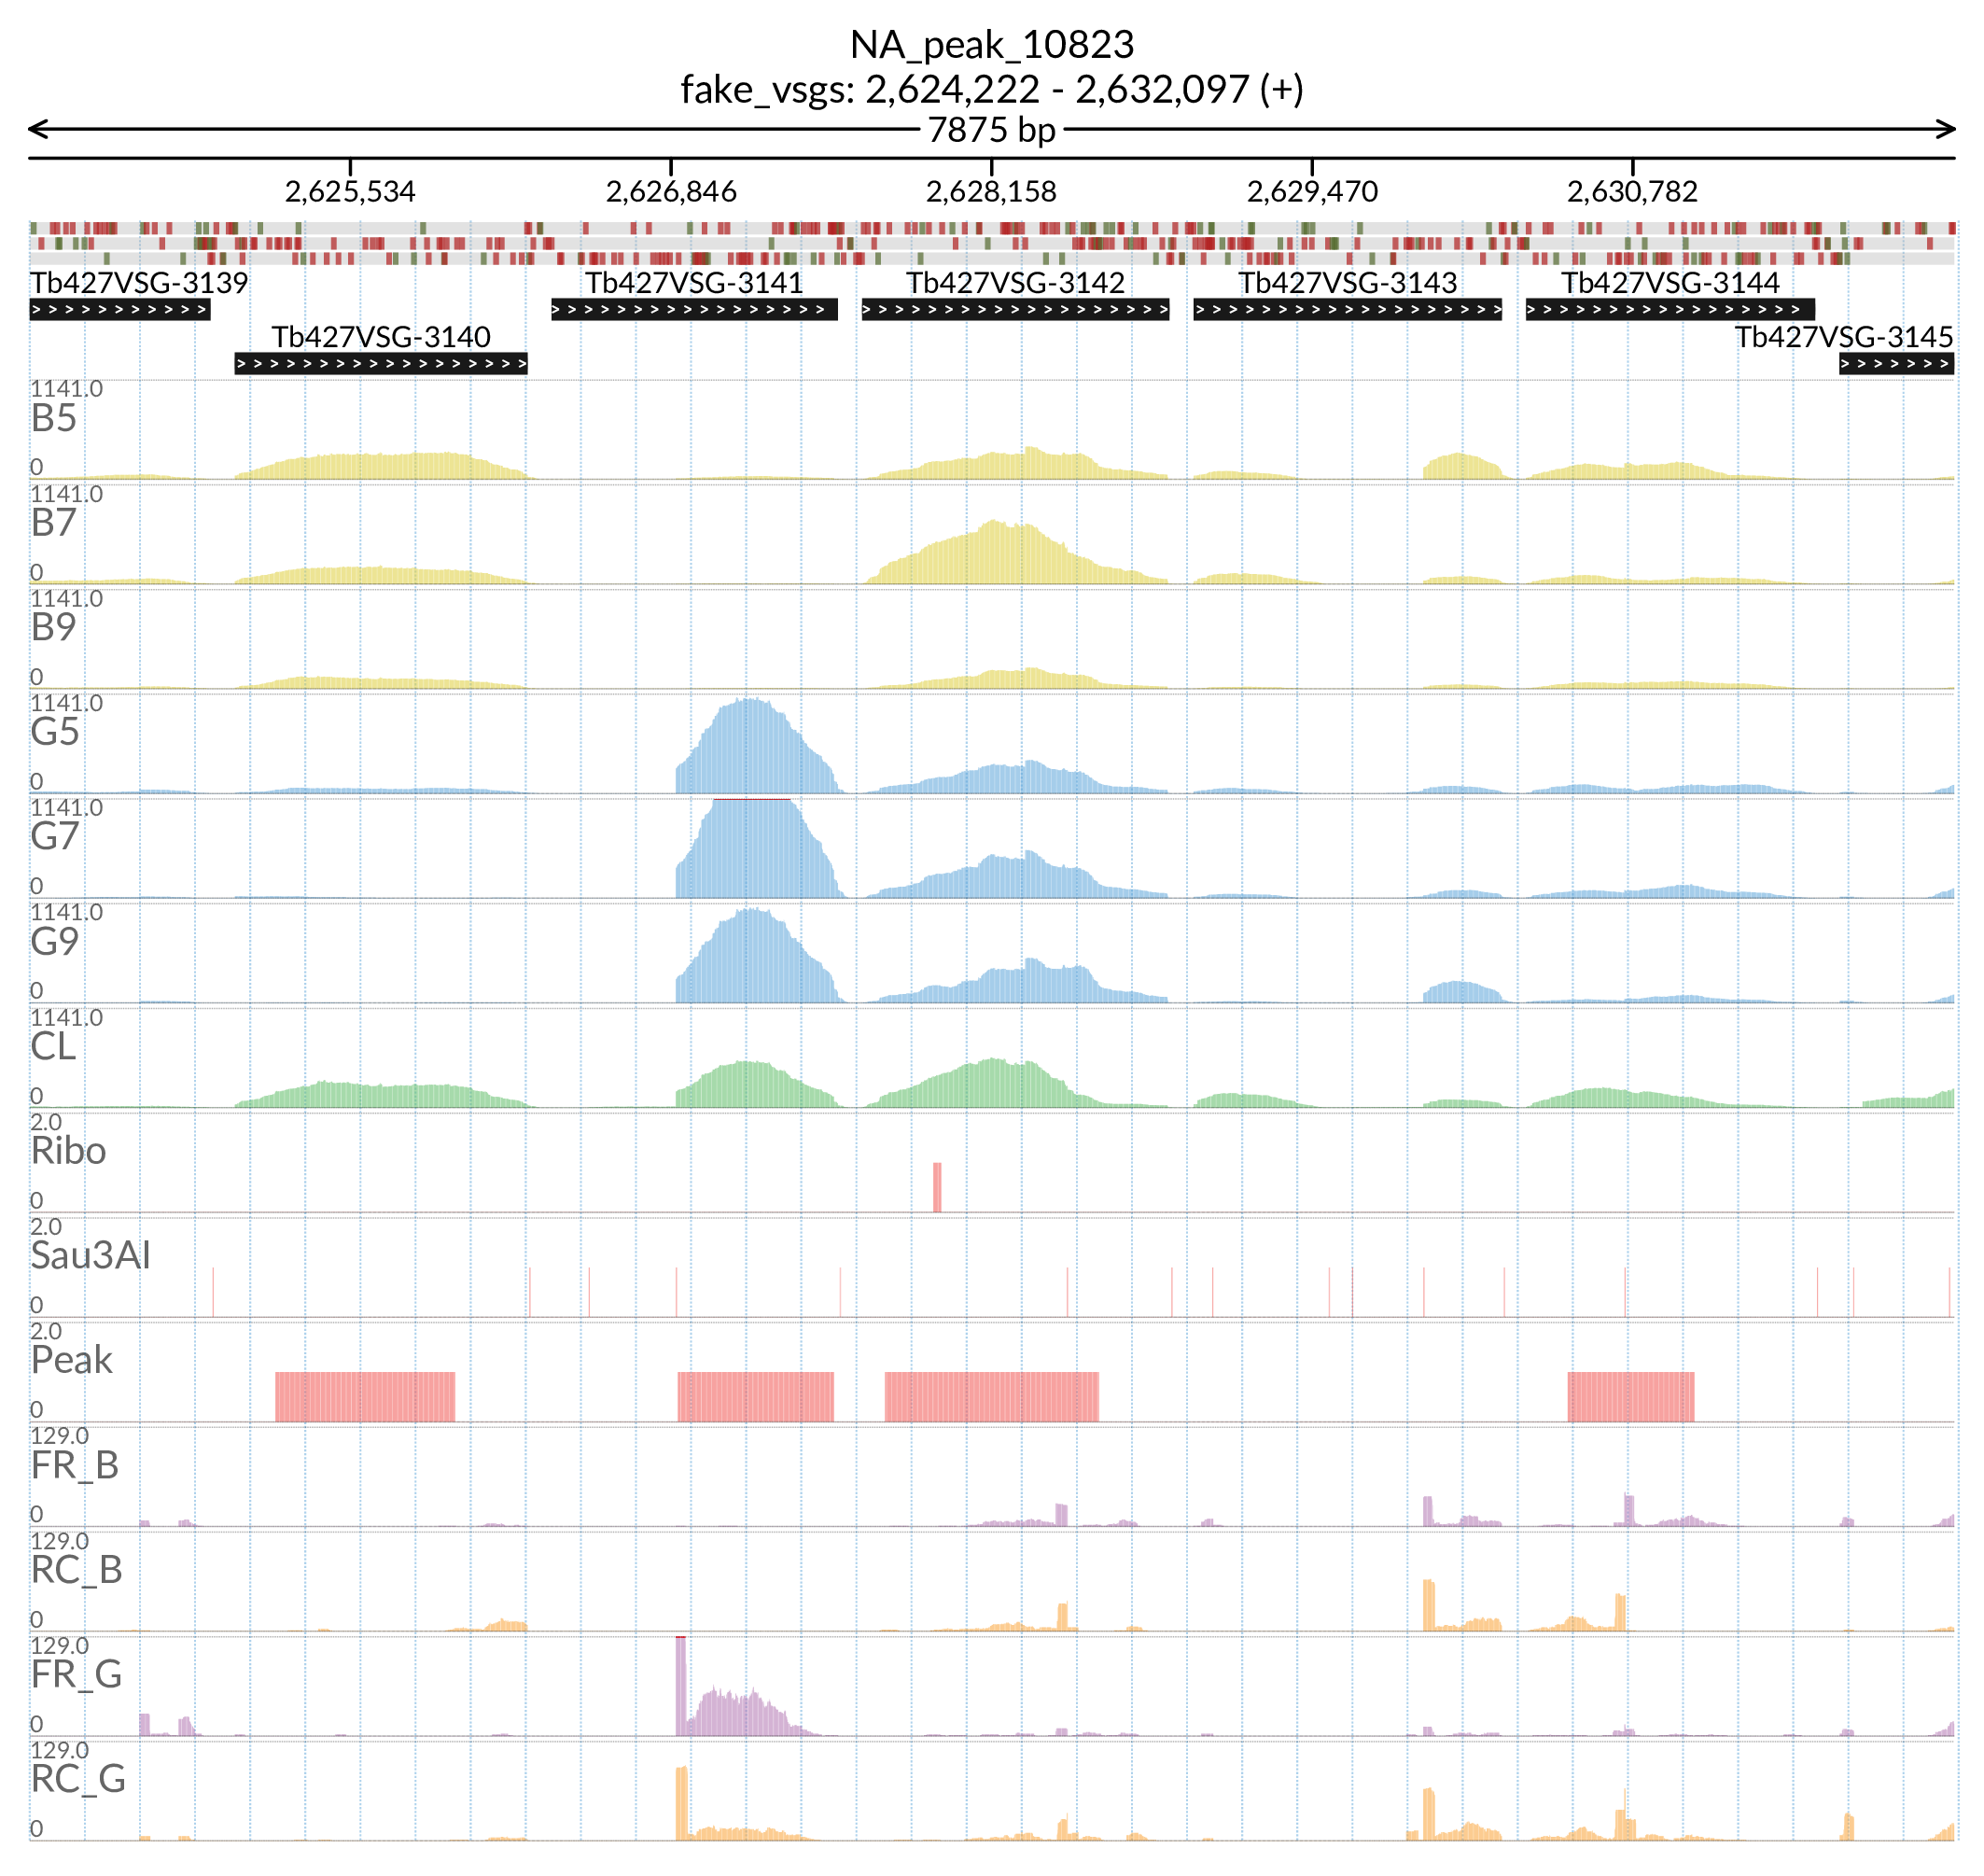 NA_peak_10823
fake_vsgs: 2,624,222 - 2,632,097 (+)
7875 bp
2,625,534 2,626,846 2,628,158 2,629,470 2,630,782
Tb427VSG-3139 Tb427VSG-3141 Tb427VSG-3142 Tb427VSG-3143 Tb427VSG-3144
Tb427VSG-3140 Tb427VSG-3145
1141.0
B5
0
1141.0
B7
0
1141.0
B9
0
1141.0
G5
0
1141.0
G7
0
1141.0
G9
0
1141.0
CL
0
2.0
Ribo
0
2.0
Sau3AI
0
2.0
Peak
0
129.0
FR_B
0
129.0
RC_B
0
129.0
FR_G
0
129.0
RC_G
0